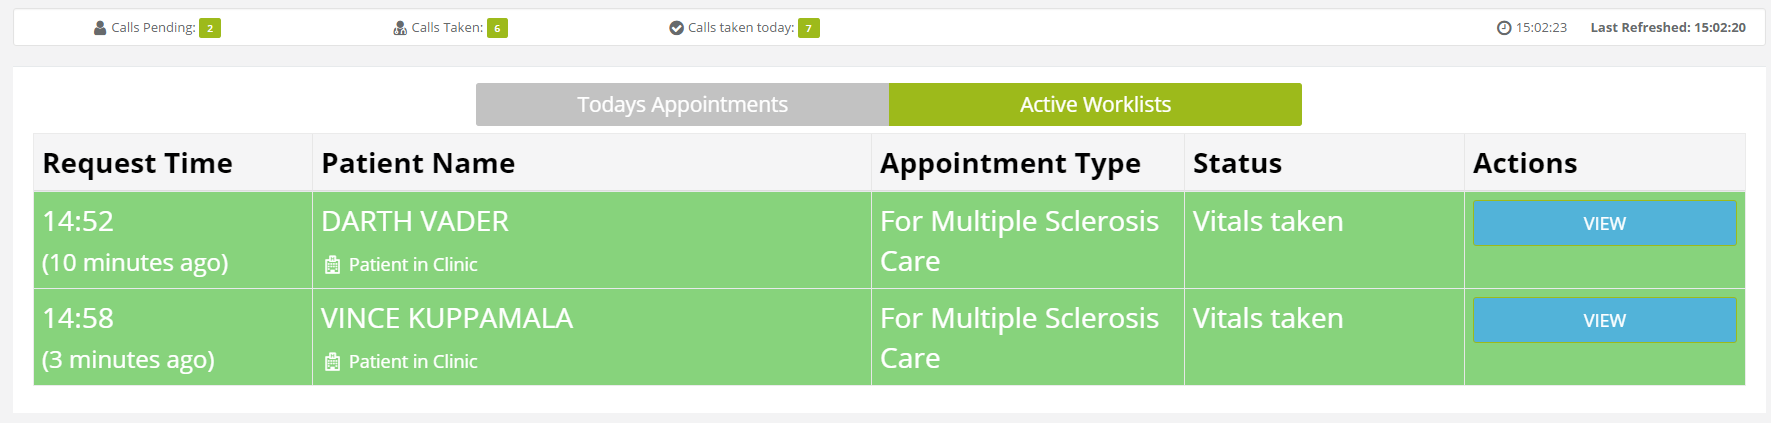 Calls Pending: 2
Calls Taken: 6
Calls taken today: 7
15:02:23
Last Refreshed: 15:02:20
Todays Appointments
Active Worklists
Request Time
Patient Name
Appointment Type
Status
Actions
14:52
(10 minutes ago)
DARTH VADER
Patient in Clinic
For Multiple Sclerosis
Care
Vitals taken
VIEW
14:58
(3 minutes ago)
VINCE KUPPAMALA
Patient in Clinic
For Multiple Sclerosis
Care
Vitals taken
VIEW